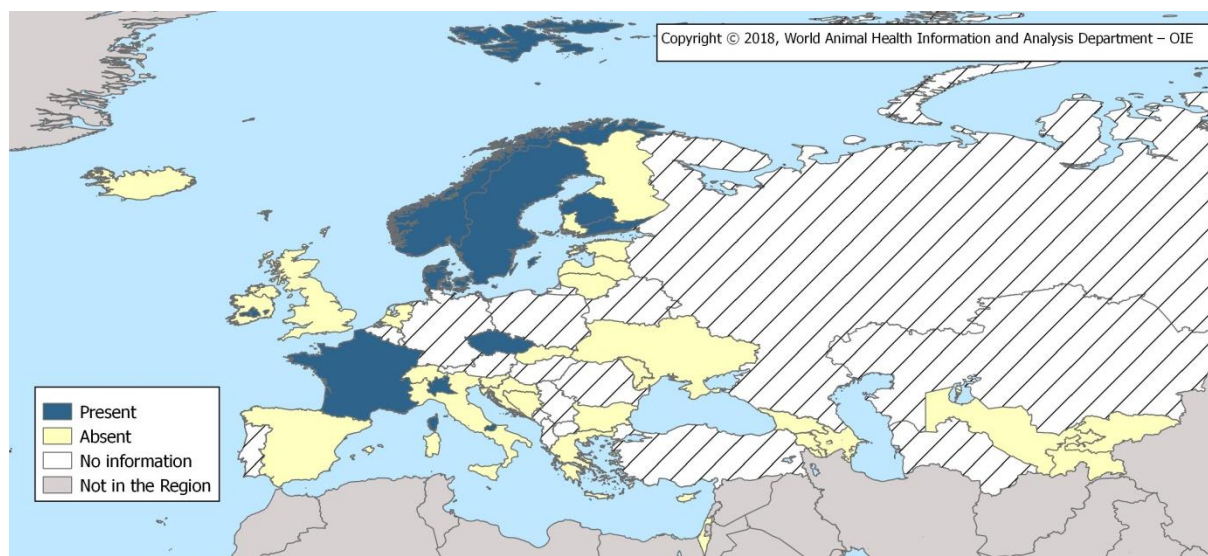 Copyright © 2018, World Animal Health Information and Analysis Department – OIE
Present
Absent
No information
Not in the Region